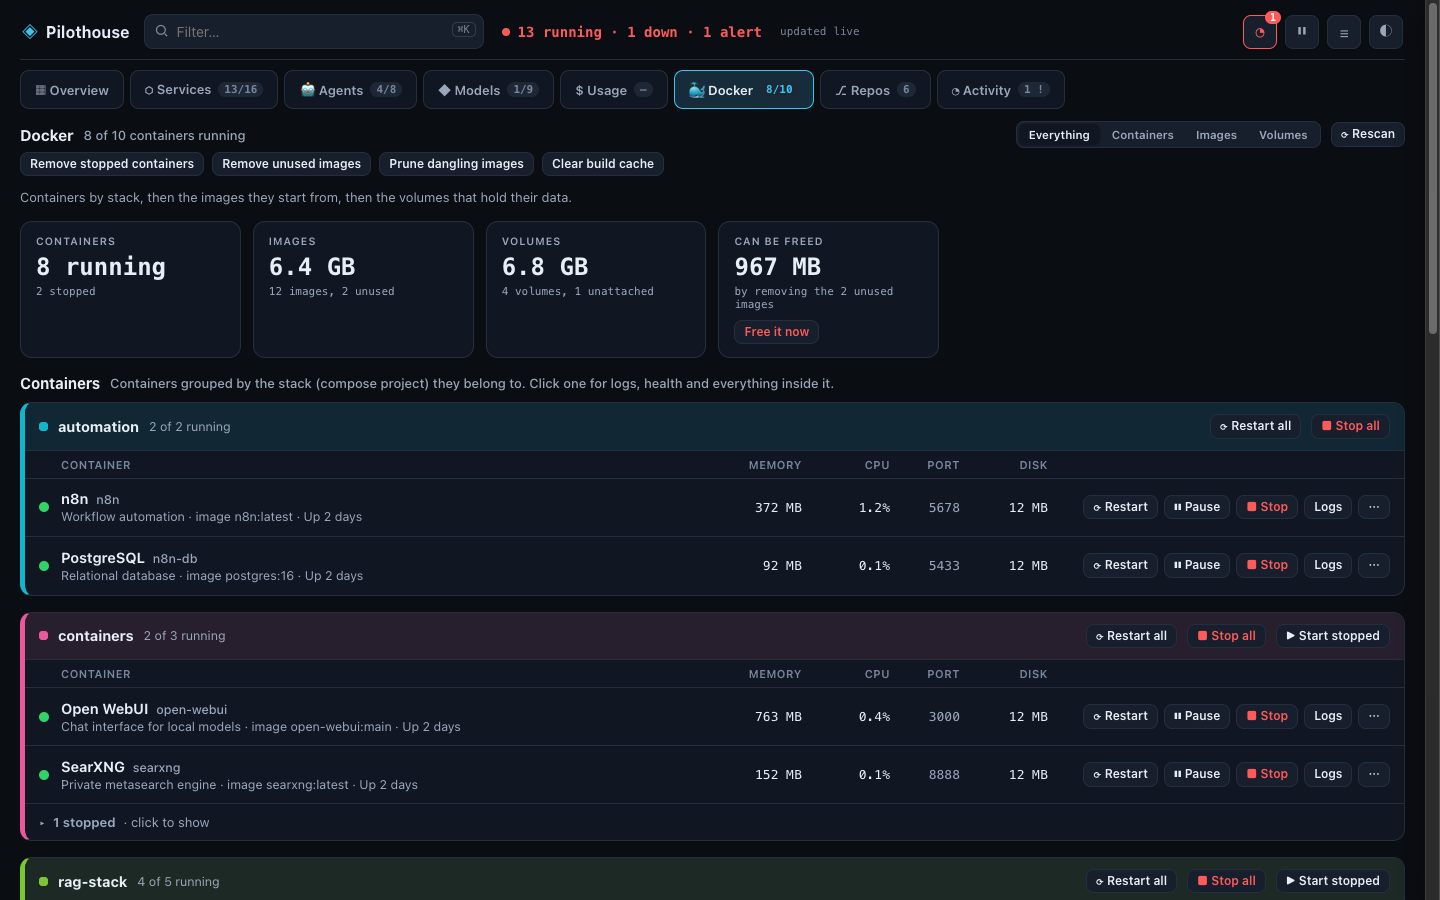 Pilothouse
Filter... ⌘K
13 running · 1 down · 1 alert updated live
1
Overview
Services 13/16
Agents 4/8
Models 1/9
$ Usage –
Docker 8/10
Repos 6
Activity 1 !
Docker 8 of 10 containers running
Everything Containers Images Volumes
⟳ Rescan
Remove stopped containers
Remove unused images
Prune dangling images
Clear build cache
Containers by stack, then the images they start from, then the volumes that hold their data.
CONTAINERS
8 running
2 stopped
IMAGES
6.4 GB
12 images, 2 unused
VOLUMES
6.8 GB
4 volumes, 1 unattached
CAN BE FREED
967 MB
by removing the 2 unused
images
Free it now
Containers Containers grouped by the stack (compose project) they belong to. Click one for logs, health and everything inside it.
automation 2 of 2 running ⟳ Restart all Stop all
CONTAINER MEMORY CPU PORT DISK
n8n n8n
Workflow automation · image n8n:latest · Up 2 days
372 MB 1.2% 5678 12 MB ⟳ Restart Pause Stop Logs ⋯
PostgreSQL n8n-db
Relational database · image postgres:16 · Up 2 days
92 MB 0.1% 5433 12 MB ⟳ Restart Pause Stop Logs ⋯
containers 2 of 3 running ⟳ Restart all Stop all Start stopped
CONTAINER MEMORY CPU PORT DISK
Open WebUI open-webui
Chat interface for local models · image open-webui:main · Up 2 days
763 MB 0.4% 3000 12 MB ⟳ Restart Pause Stop Logs ⋯
SearXNG searxng
Private metasearch engine · image searxng:latest · Up 2 days
152 MB 0.1% 8888 12 MB ⟳ Restart Pause Stop Logs ⋯
▸ 1 stopped · click to show
rag-stack 4 of 5 running ⟳ Restart all Stop all Start stopped